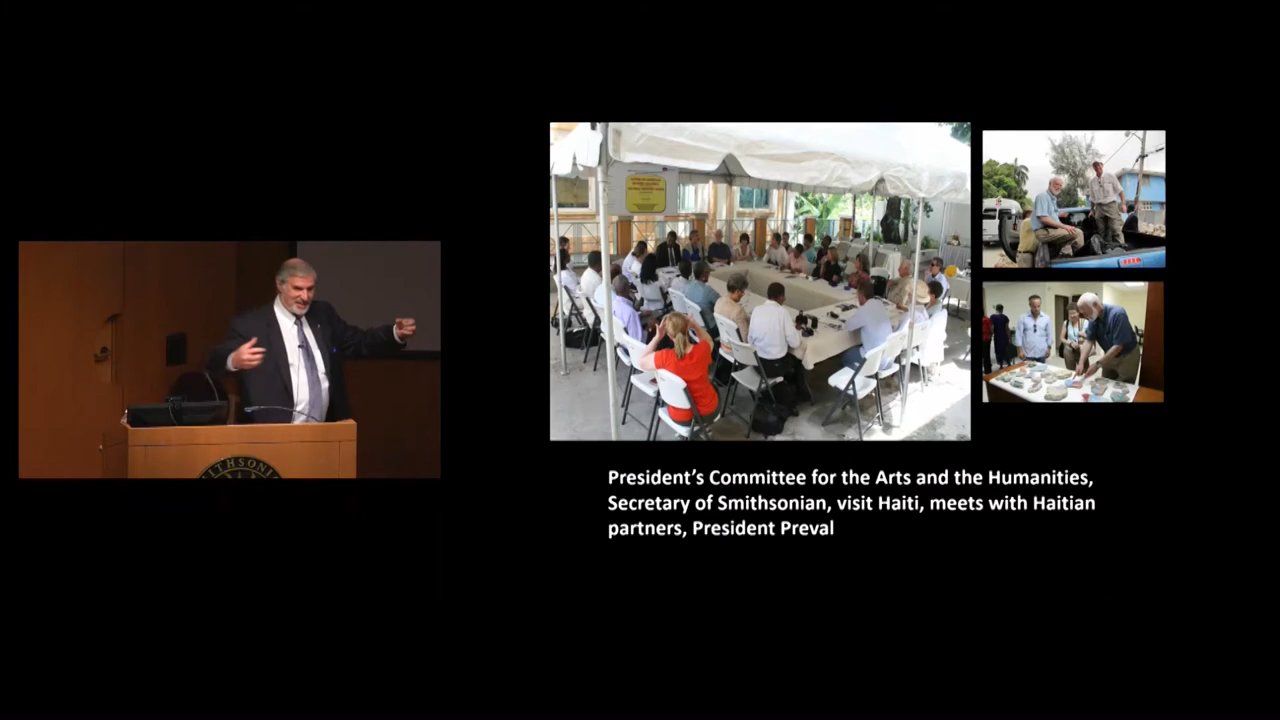 President's Committee for the Arts and the Humanities,
Secretary of Smithsonian, visit Haiti, meets with Haitian
partners, President Preval